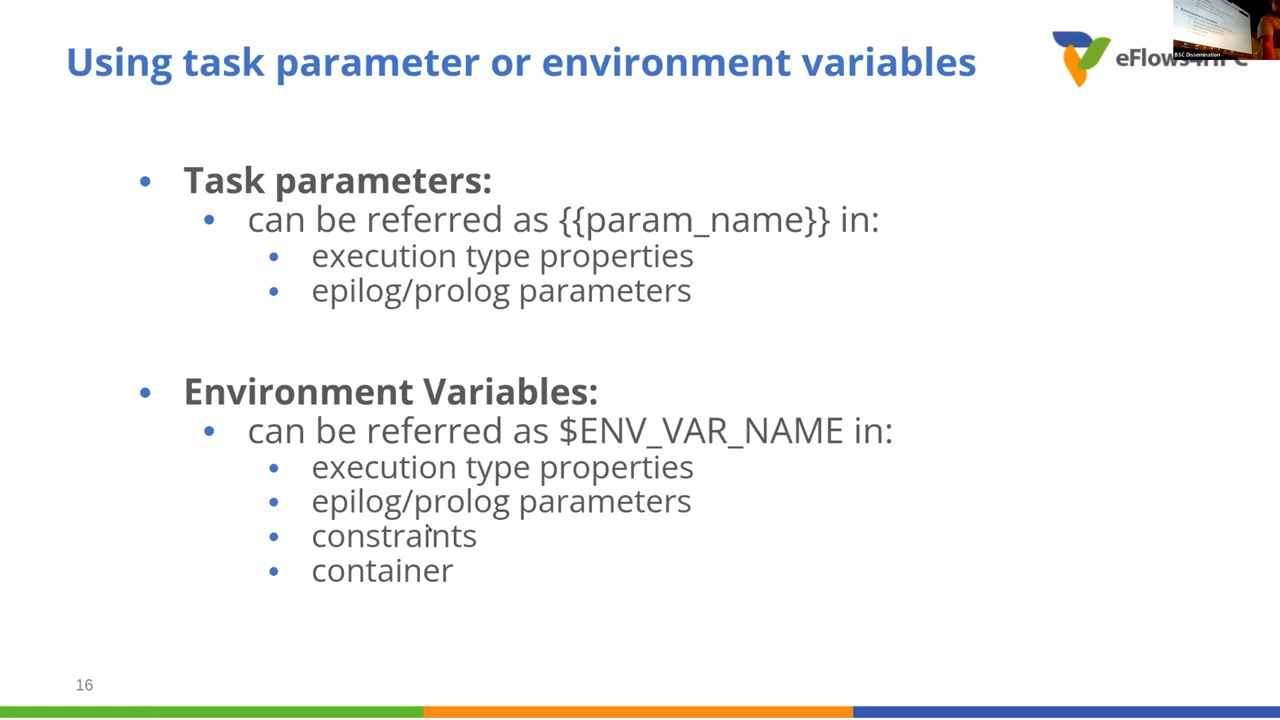 Using task parameter or environment variables
eFlows4HPC
BSC Dissemination
• Task parameters:
• can be referred as {{param_name}} in:
• execution type properties
• epilog/prolog parameters
• Environment Variables:
• can be referred as $ENV_VAR_NAME in:
• execution type properties
• epilog/prolog parameters
• constraints
• container
16